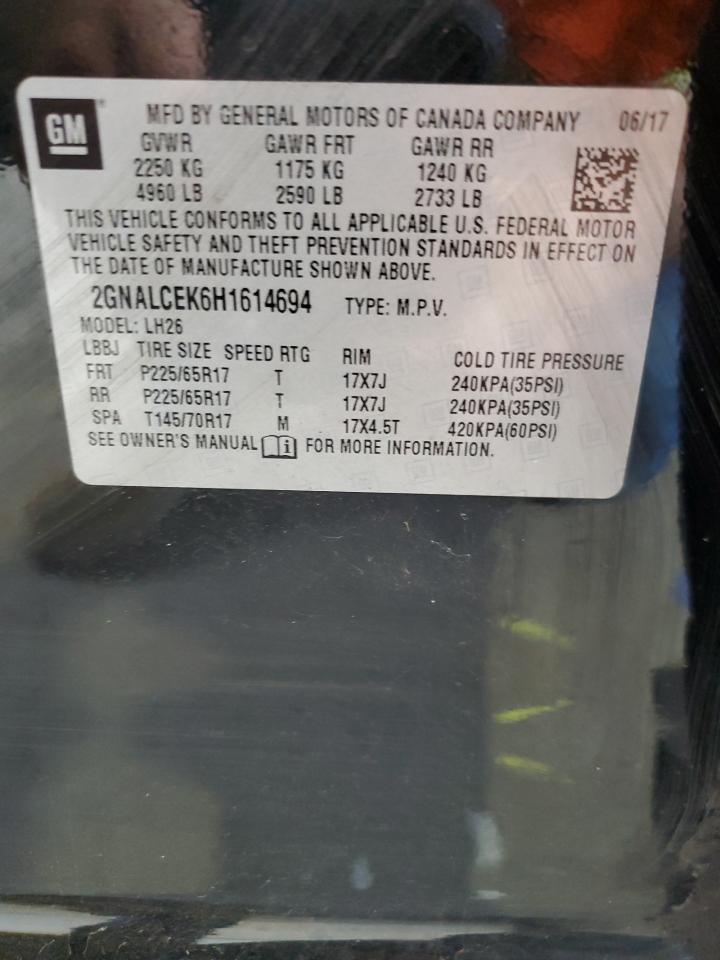 GM MFD BY GENERAL MOTORS OF CANADA COMPANY 06/17
GVWR GAWR FRT GAWR RR
2250 KG 1175 KG 1240 KG
4960 LB 2590 LB 2733 LB
THIS VEHICLE CONFORMS TO ALL APPLICABLE U.S. FEDERAL MOTOR
VEHICLE SAFETY AND THEFT PREVENTION STANDARDS IN EFFECT ON
THE DATE OF MANUFACTURE SHOWN ABOVE.
2GNALCEK6H1614694 TYPE: M.P.V.
MODEL: LH26
LBBJ TIRE SIZE SPEED RTG RIM COLD TIRE PRESSURE
FRT P225/65R17 T 17X7J 240KPA(35PSI)
RR P225/65R17 T 17X7J 240KPA(35PSI)
SPA T145/70R17 M 17X4.5T 420KPA(60PSI)
SEE OWNER'S MANUAL FOR MORE INFORMATION.